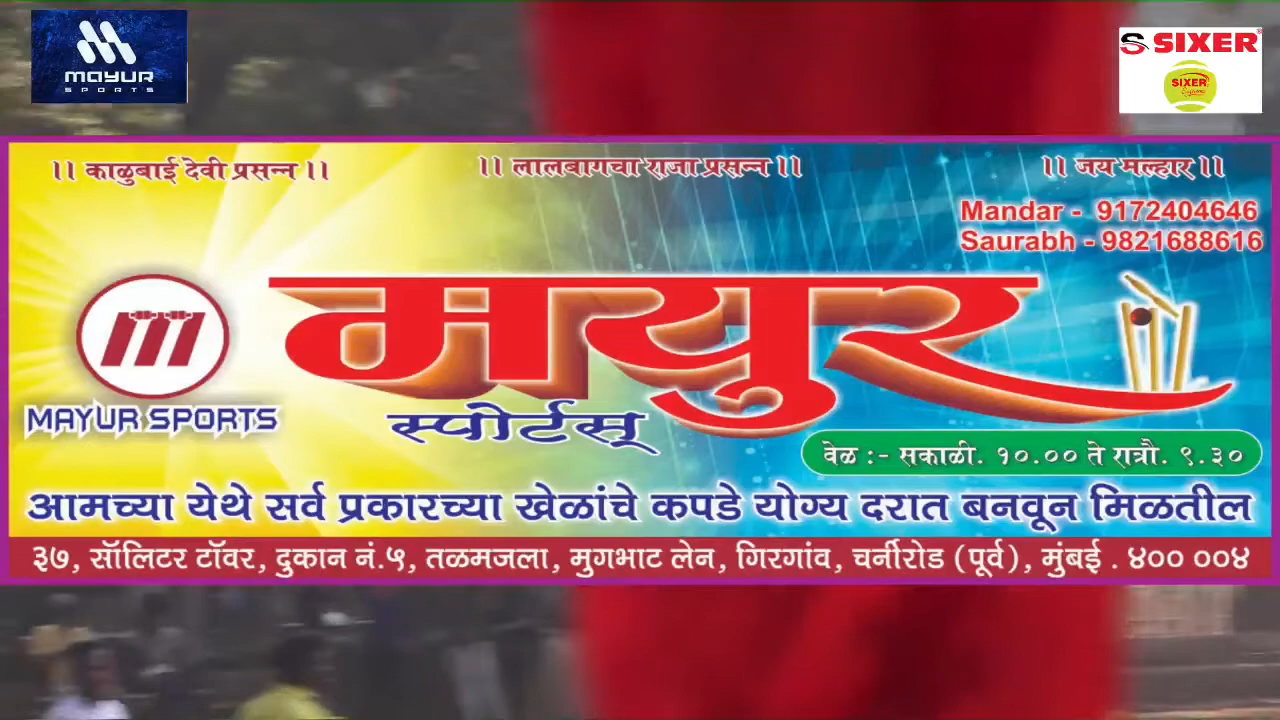 MAYUR
SPORTS
S SIXER®
SIXER
।। काळुबाई देवी प्रसन्न ।।
।। लालबागचा राजा प्रसन्न ।।
।। जय मल्हार ।।
Mandar - 9172404646
Saurabh - 9821688616
m
MAYUR SPORTS
मयुर
स्पोर्टस्
वेळ :- सकाळी. १०.०० ते रात्रौ. ९.३०
आमच्या येथे सर्व प्रकारच्या खेळांचे कपडे योग्य दरात बनवून मिळतील
३७, सॉलिटर टॉवर, दुकान नं.५, तळमजला, मुगभाट लेन, गिरगांव, चर्नीरोड (पूर्व), मुंबई . ४०० ००४